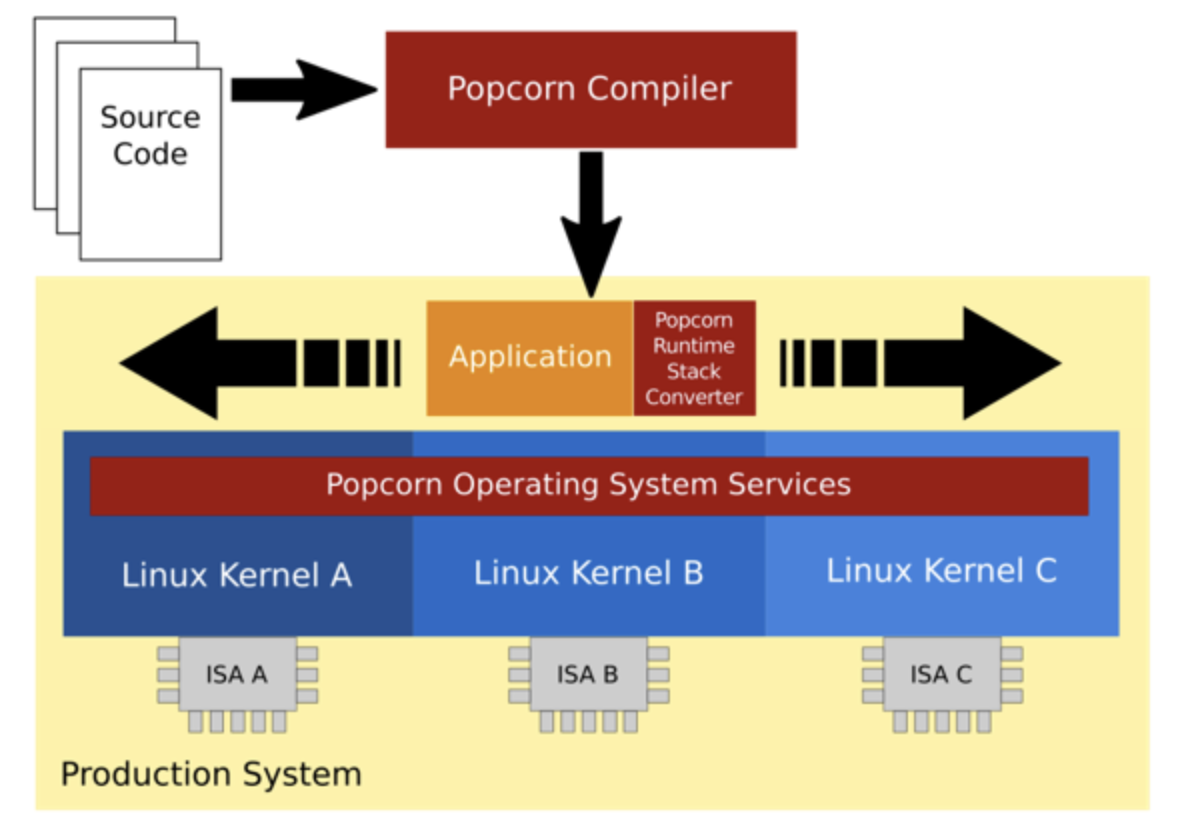 Source
Code
Popcorn Compiler
Application
Popcorn
Runtime
Stack
Converter
Popcorn Operating System Services
Linux Kernel A
Linux Kernel B
Linux Kernel C
ISA A
ISA B
ISA C
Production System